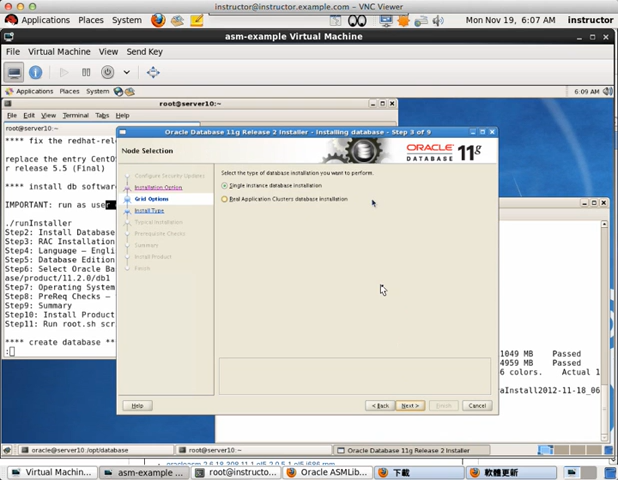 instructor@instructor.example.com – VNC Viewer
Applications Places System
Mon Nov 19, 6:07 AM instructor
asm-example Virtual Machine
File Virtual Machine View Send Key
Applications Places System
6:09 AM
root@server10:~
File Edit View Terminal Tabs Help
root@server10:~
**** fix the redhat-rel
replace the entry CentO
r release 5.5 (Final)
**** install db softwar
IMPORTANT: run as user
./runInstaller
Step2: Install Database
Step3: RAC Installation
Step4: Language – Engli
Step5: Database Edition
Step6: Select Oracle Ba
ase/product/11.2.0/db1
Step7: Operating System
Step8: PreReq Checks –
Step9: Summary
Step10: Install Product
Step11: Run root.sh scr
**** create database **
:
Oracle Database 11g Release 2 Installer - Installing database - Step 3 of 9
Node Selection
ORACLE
DATABASE 11g
Configure Security Updates
Installation Option
Grid Options
Install Type
Typical Installation
Prerequisite Checks
Summary
Install Product
Finish
Select the type of database installation you want to perform.
Single instance database installation
Real Application Clusters database installation
Help
< Back
Next >
Finish
Cancel
1049 MB Passed
4959 MB Passed
6 colors. Actual 1
aInstall2012-11-18_06
oracle@server10:/opt/database
root@server10:~
Oracle Database 11g Release 2 Installer
Virtual Machin...
asm-example ...
root@instructo...
Oracle ASMLib...
下載
軟體更新